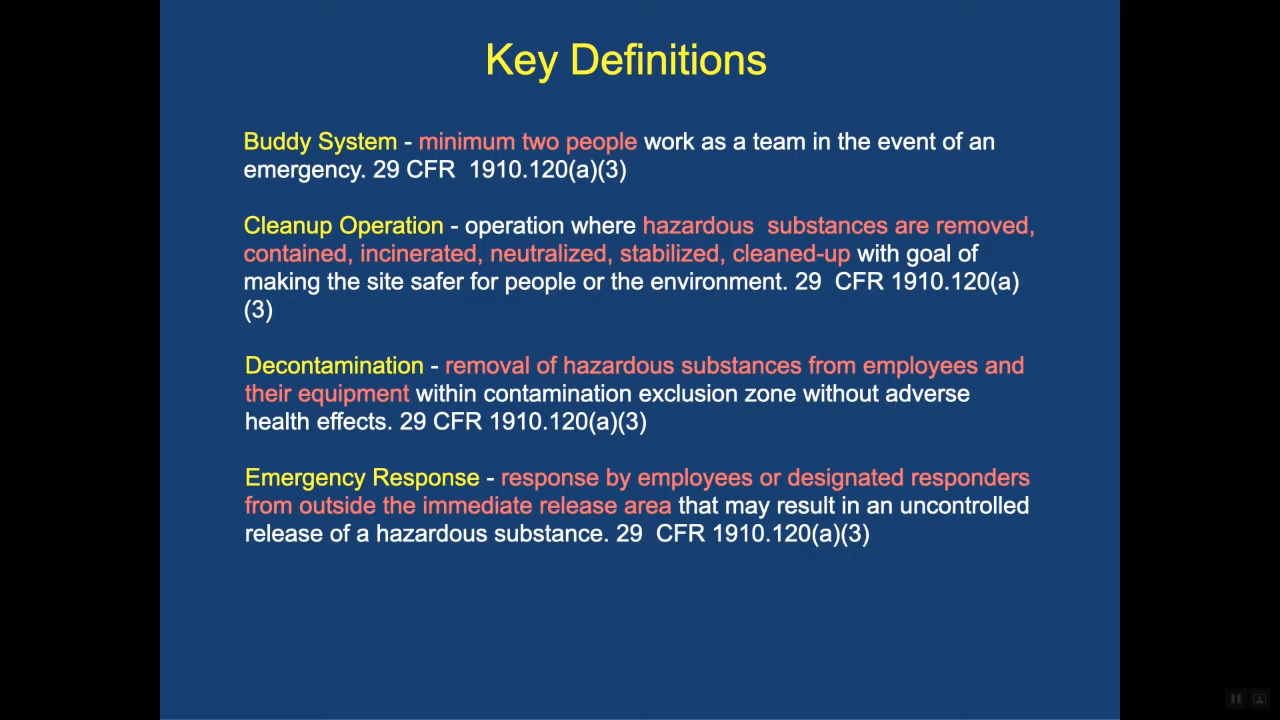 Key Definitions
Buddy System - minimum two people work as a team in the event of an
emergency. 29 CFR  1910.120(a)(3)
Cleanup Operation - operation where hazardous  substances are removed,
contained, incinerated, neutralized, stabilized, cleaned-up with goal of
making the site safer for people or the environment. 29  CFR 1910.120(a)
(3)
Decontamination - removal of hazardous substances from employees and
their equipment within contamination exclusion zone without adverse
health effects. 29 CFR 1910.120(a)(3)
Emergency Response - response by employees or designated responders
from outside the immediate release area that may result in an uncontrolled
release of a hazardous substance. 29  CFR 1910.120(a)(3)